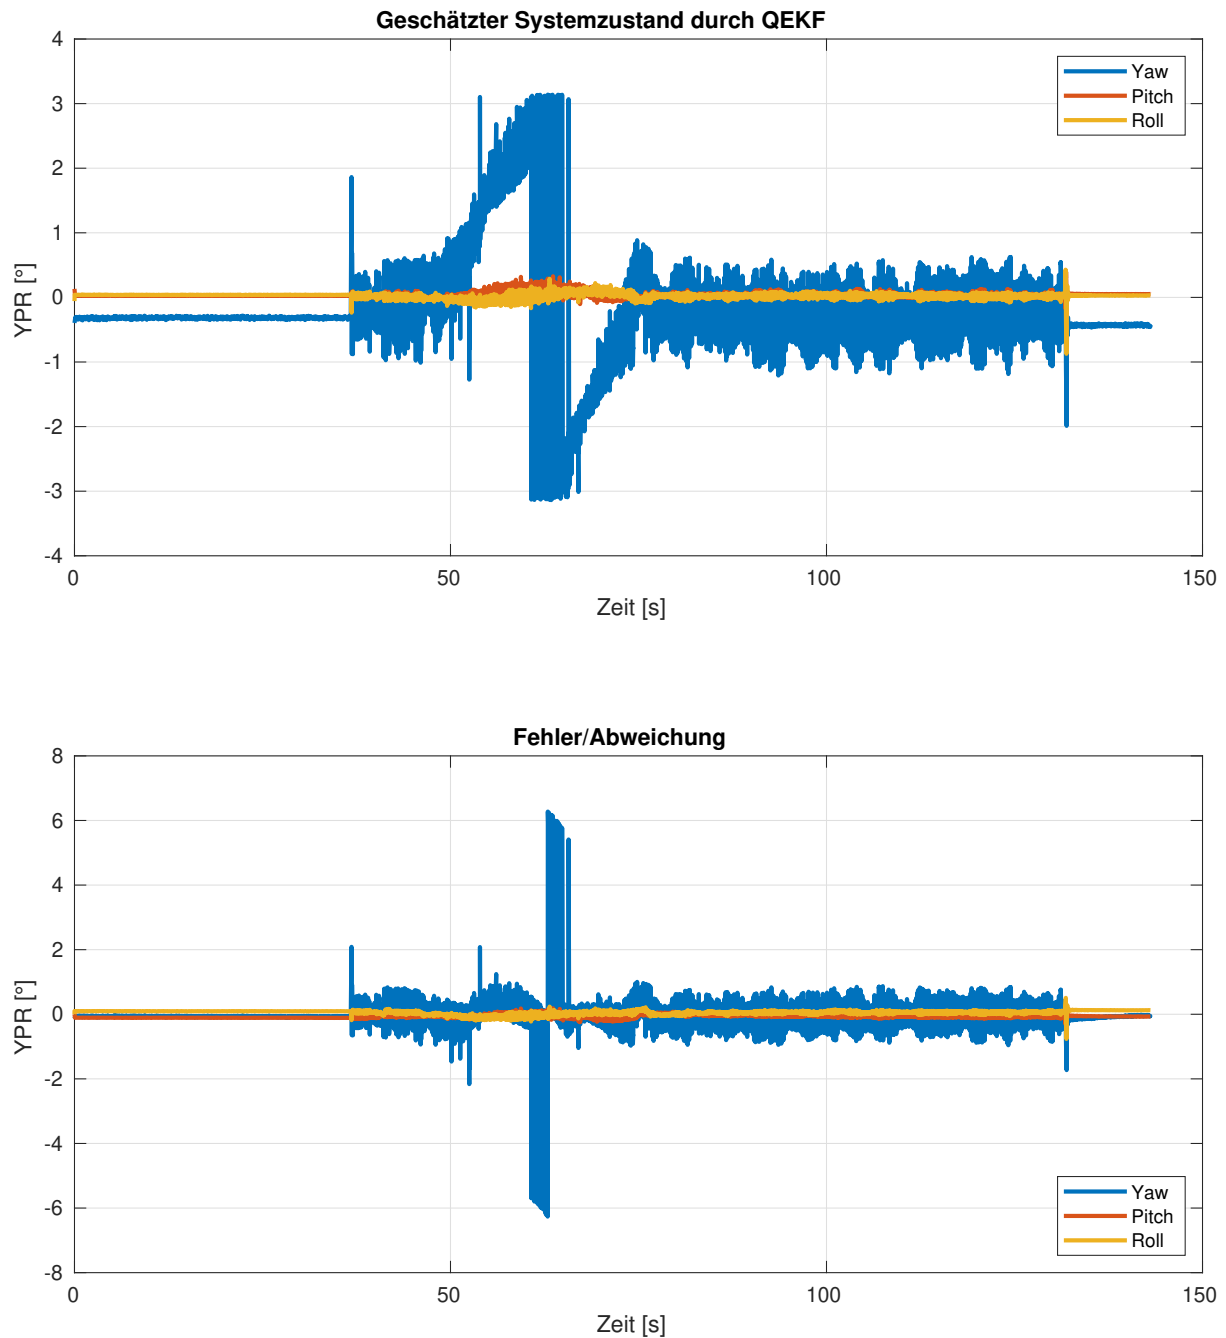 Geschätzter Systemzustand durch QEKF
4
3
2
1
0
-1
-2
-3
-4
YPR [°]
0
50
100
150
Zeit [s]
Yaw
Pitch
Roll
Fehler/Abweichung
8
6
4
2
0
-2
-4
-6
-8
YPR [°]
0
50
100
150
Zeit [s]
Yaw
Pitch
Roll